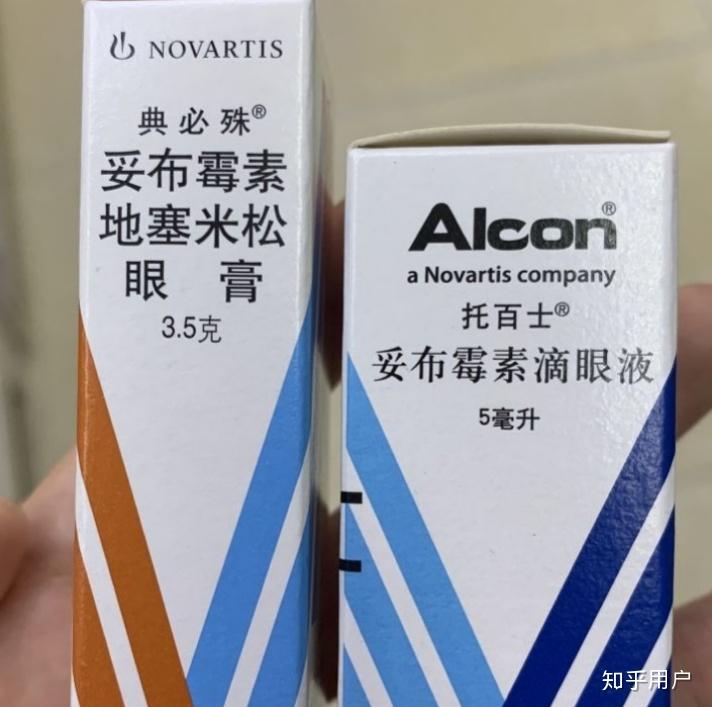 NOVARTIS
典必殊®
妥布霉素
地塞米松
眼 膏
3.5克
Alcon®
a Novartis company
托百士®
妥布霉素滴眼液
5毫升
知乎用户